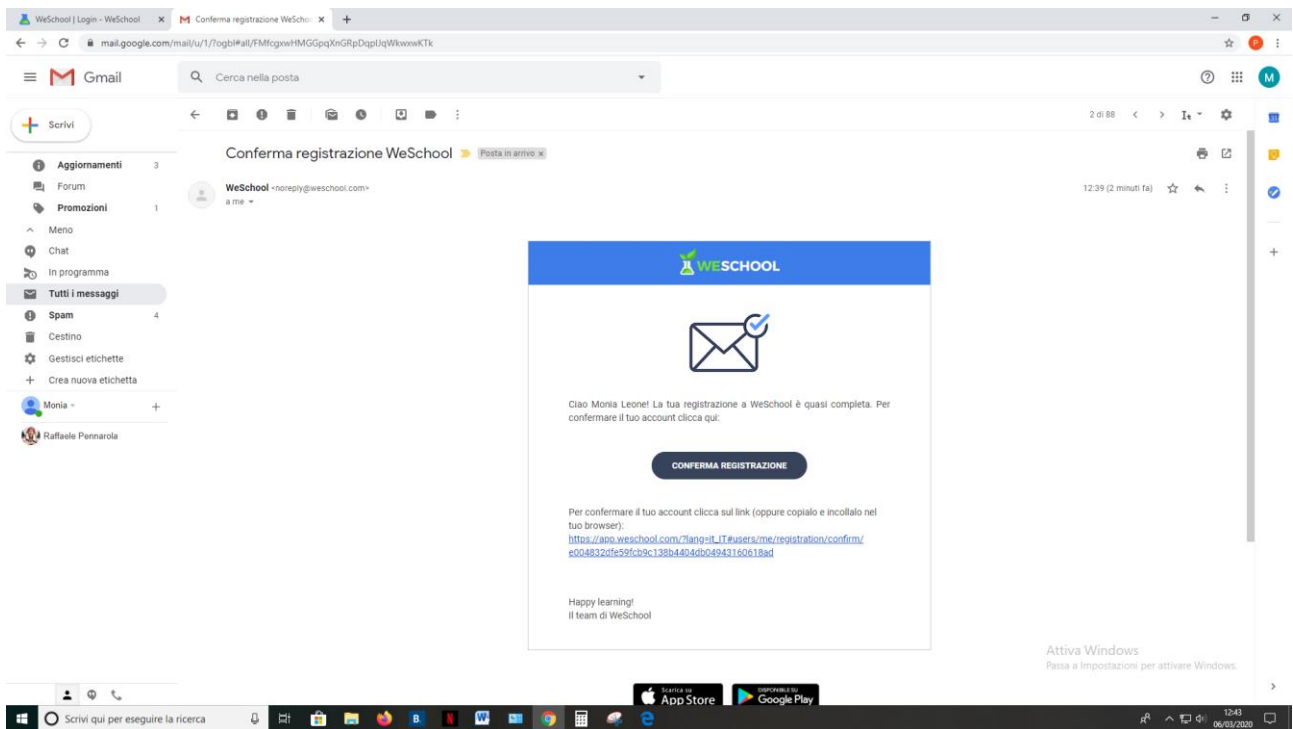 WeSchool | Login - WeSchool
Conferma registrazione WeScho
mail.google.com/mail/u/1/?ogbl#all/FMfcgxwHMGGpqXnGRpDqpUqWkwxwKTk
P
Gmail
Cerca nella posta
M
Scrivi
2 di 88
Aggiornamenti 3
Forum
Promozioni 1
Meno
Chat
In programma
Tutti i messaggi
Spam 4
Cestino
Gestisci etichette
Crea nuova etichetta
Monia
Raffaele Pennarola
Conferma registrazione WeSchool Posta in arrivo x
WeSchool <noreply@weschool.com> 12:39 (2 minuti fa)
a me
WESCHOOL
Ciao Monia Leone! La tua registrazione a WeSchool è quasi completa. Per
confermare il tuo account clicca qui:
CONFERMA REGISTRAZIONE
Per confermare il tuo account clicca sul link (oppure copialo e incollalo nel
tuo browser):
https://app.weschool.com/?lang=it_IT#users/me/registration/confirm/
e004832dfe59fcb9c138b4404db04943160618ad
Happy learning!
Il team di WeSchool
Attiva Windows
Passa a Impostazioni per attivare Windows.
Scarica su
App Store
DISPONIBILE SU
Google Play
Scrivi qui per eseguire la ricerca
B.
N
W
12:43
06/03/2020